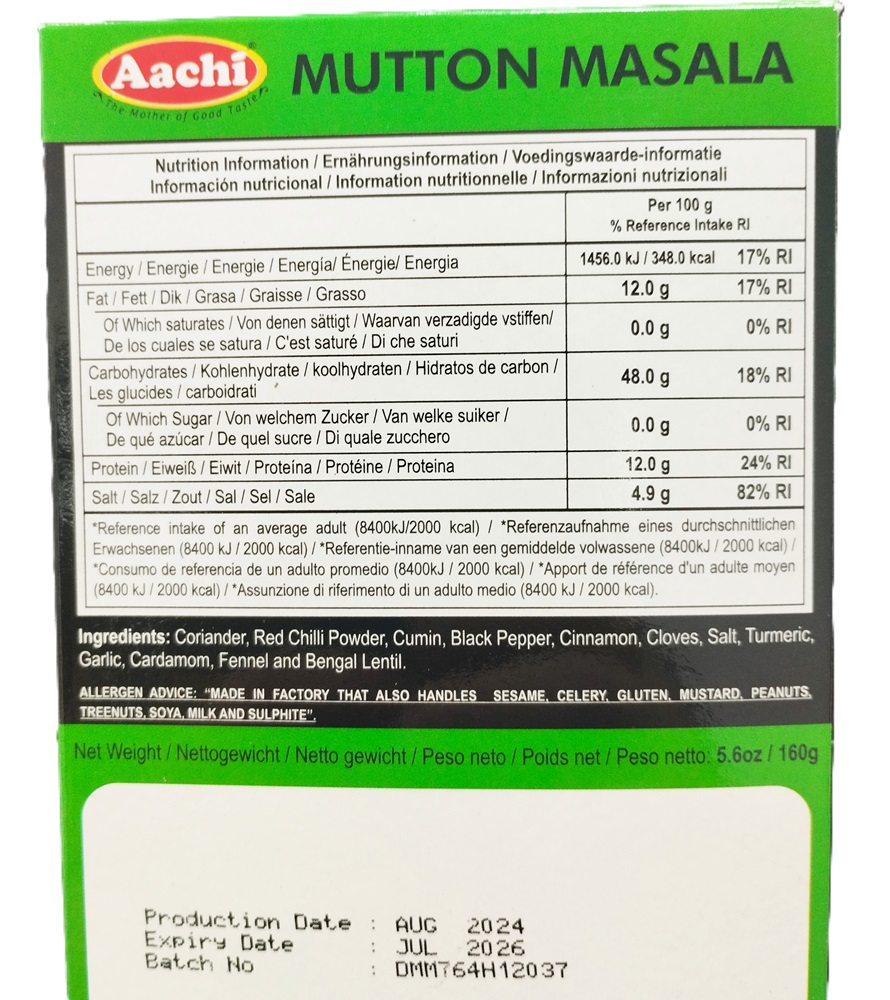 Aachi
The Mother of Good Taste
MUTTON MASALA
Nutrition Information / Ernährungsinformation / Voedingswaarde-informatie
Información nutricional / Information nutritionnelle / Informazioni nutrizionali
Per 100 g
% Reference Intake RI
Energy / Energie / Energie / Energía/ Énergie/ Energia 1456.0 kJ / 348.0 kcal 17% RI
Fat / Fett / Dik / Grasa / Graisse / Grasso 12.0 g 17% RI
Of Which saturates / Von denen sättigt / Waarvan verzadigde vstiffen/
De los cuales se satura / C'est saturé / Di che saturi 0.0 g 0% RI
Carbohydrates / Kohlenhydrate / koolhydraten / Hidratos de carbon /
Les glucides / carboidrati 48.0 g 18% RI
Of Which Sugar / Von welchem Zucker / Van welke suiker /
De qué azúcar / De quel sucre / Di quale zucchero 0.0 g 0% RI
Protein / Eiweiß / Eiwit / Proteína / Protéine / Proteina 12.0 g 24% RI
Salt / Salz / Zout / Sal / Sel / Sale 4.9 g 82% RI
*Reference intake of an average adult (8400kJ/2000 kcal) / *Referenzaufnahme eines durchschnittlichen
Erwachsenen (8400 kJ / 2000 kcal) / *Referentie-inname van een gemiddelde volwassene (8400kJ / 2000 kcal) /
*Consumo de referencia de un adulto promedio (8400kJ / 2000 kcal) / *Apport de référence d'un adulte moyen
(8400 kJ / 2000 kcal) / *Assunzione di riferimento di un adulto medio (8400 kJ / 2000 kcal).
Ingredients: Coriander, Red Chilli Powder, Cumin, Black Pepper, Cinnamon, Cloves, Salt, Turmeric,
Garlic, Cardamom, Fennel and Bengal Lentil.
ALLERGEN ADVICE: "MADE IN FACTORY THAT ALSO HANDLES SESAME, CELERY, GLUTEN, MUSTARD, PEANUTS,
TREENUTS, SOYA, MILK AND SULPHITE".
Net Weight / Nettogewicht / Netto gewicht / Peso neto / Poids net / Peso netto: 5.6oz / 160g
Production Date : AUG 2024
Expiry Date : JUL 2026
Batch No : DMM764H12037